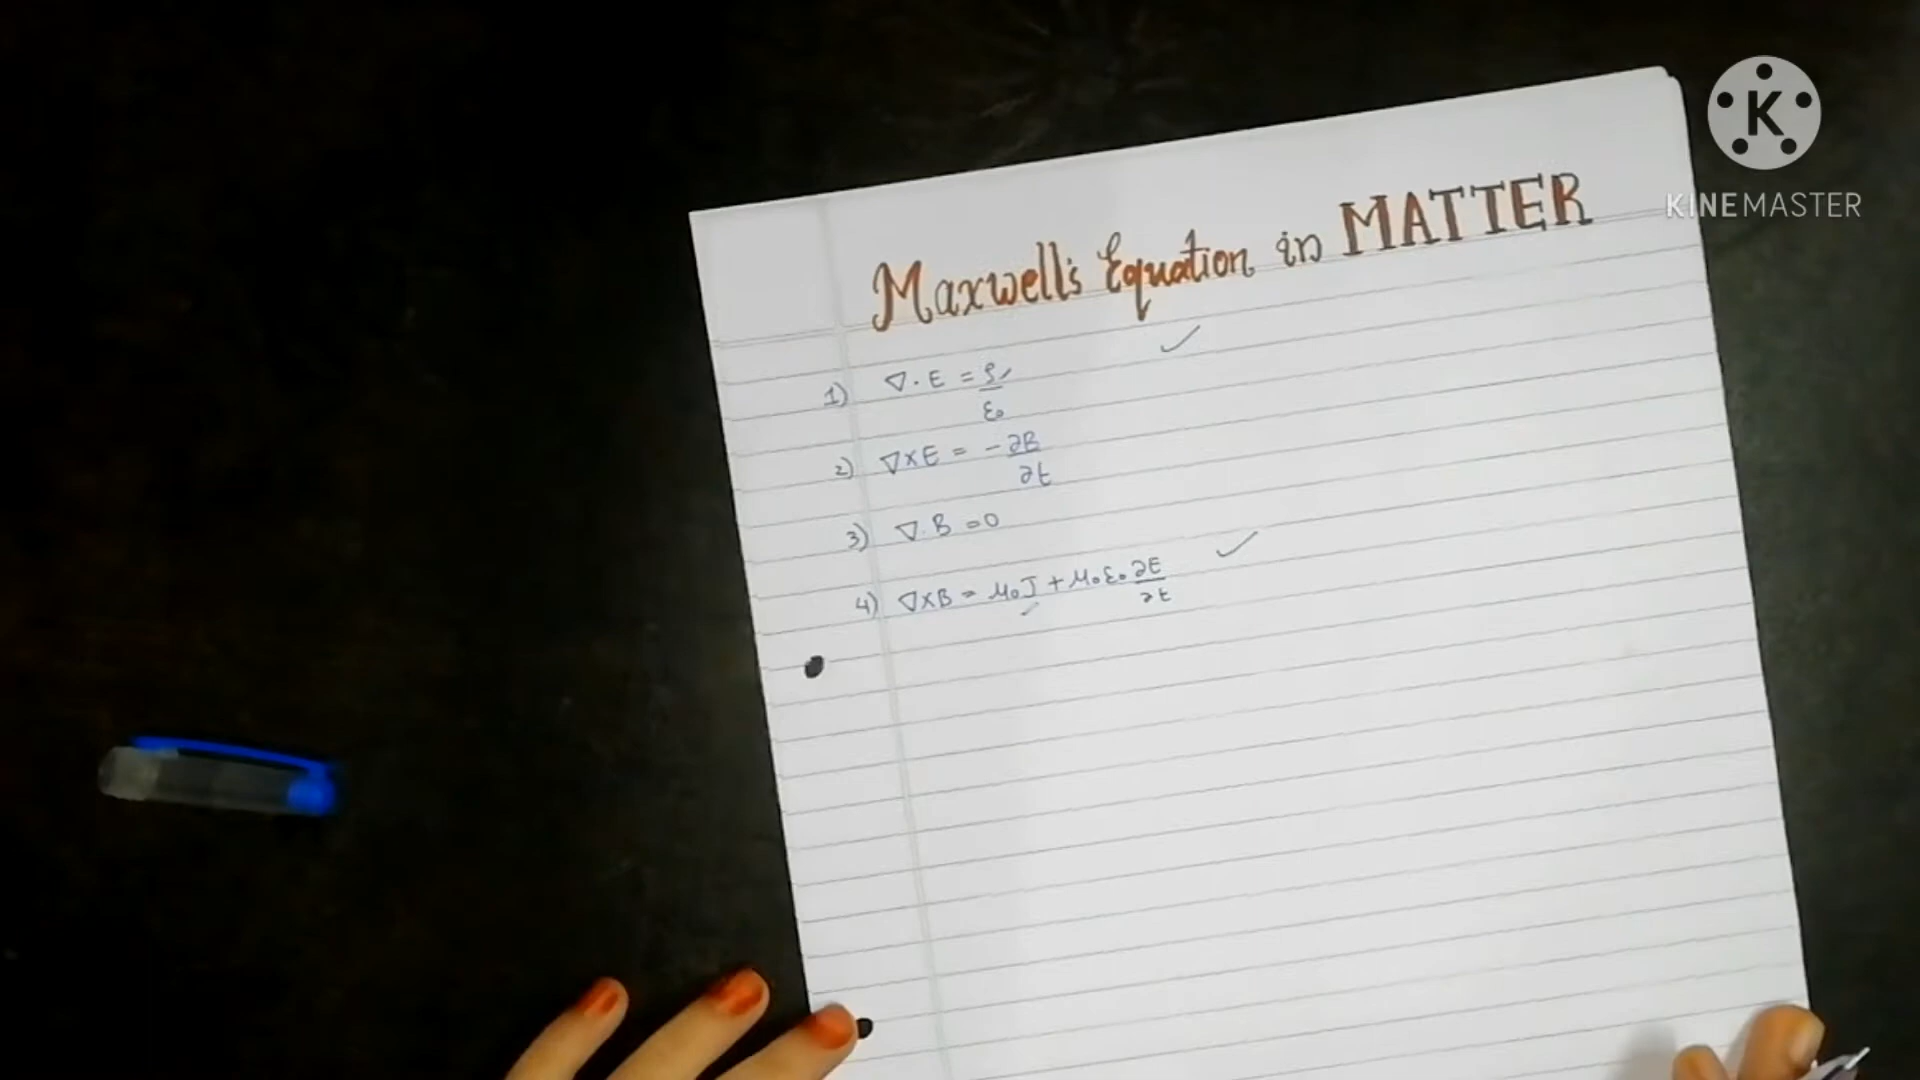 Maxwell's Equation in MATTER
1) ∇.E = ρ/ε₀
2) ∇×E = -∂B/∂t
3) ∇.B = 0
4) ∇×B = μ₀J + μ₀ε₀ ∂E/∂t
K
KINEMASTER